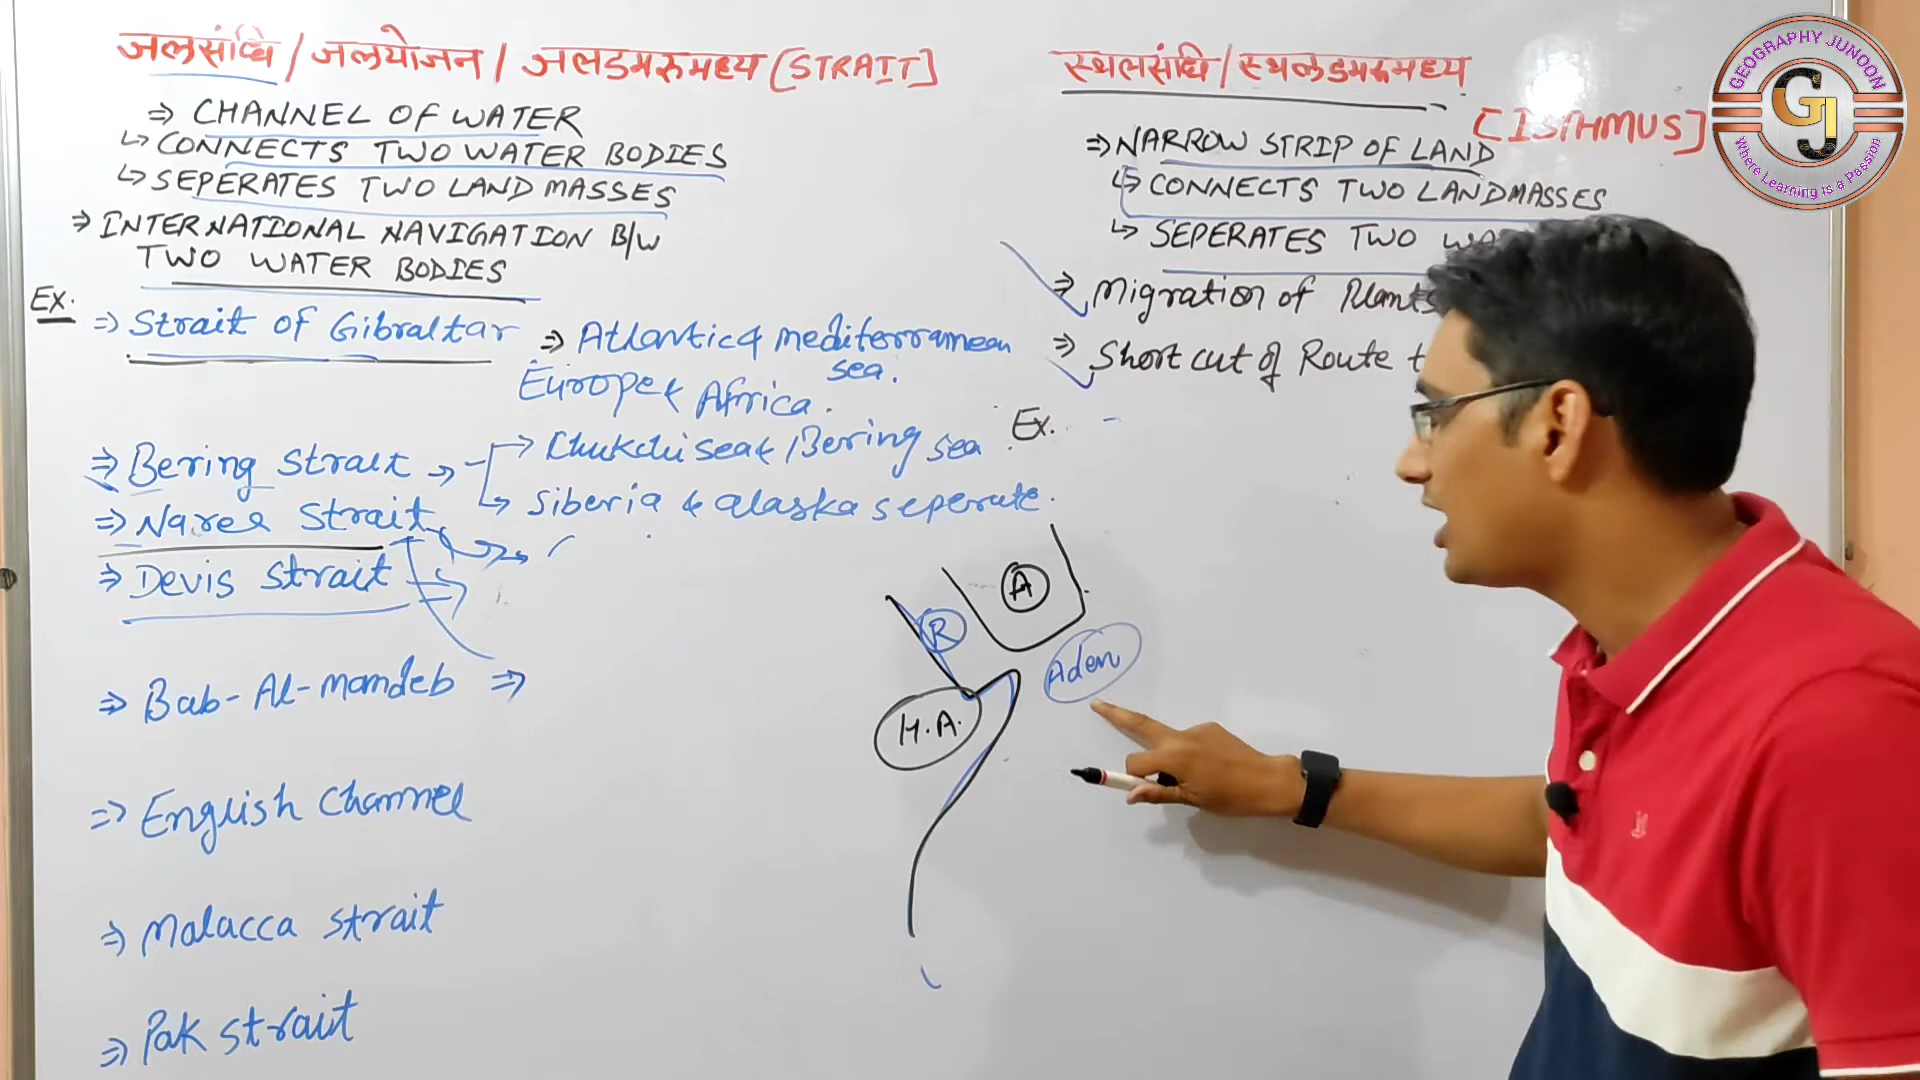 जलसंधि / जलयोजन / जलडमरुमध्य [STRAIT]
⇒ CHANNEL OF WATER
↳ CONNECTS TWO WATER BODIES
↳ SEPERATES TWO LAND MASSES
⇒ INTERNATIONAL NAVIGATION B/W
TWO WATER BODIES
Ex.
⇒ Strait of Gibraltar ⇒ Atlantic & mediterranean
sea.
Europe & Africa.
⇒ Bering Strait → Chukchi sea & Bering sea.
↳ Siberia & alaska seperate.
⇒ Nares Strait
⇒ Devis strait
⇒ Bab-Al-mamdeb ⇒
⇒ English Channel
⇒ Malacca strait
⇒ Pak strait
स्थलसंधि / स्थलडमरुमध्य
[ISTHMUS]
⇒ NARROW STRIP OF LAND
↳ CONNECTS TWO LANDMASSES
↳ SEPERATES TWO
⇒ Migration of Plants
⇒ Short cut of Route
Ex.
A
R
Aden
H.A.
GEOGRAPHY JUNOON
GJ
Where Learning is a Passion